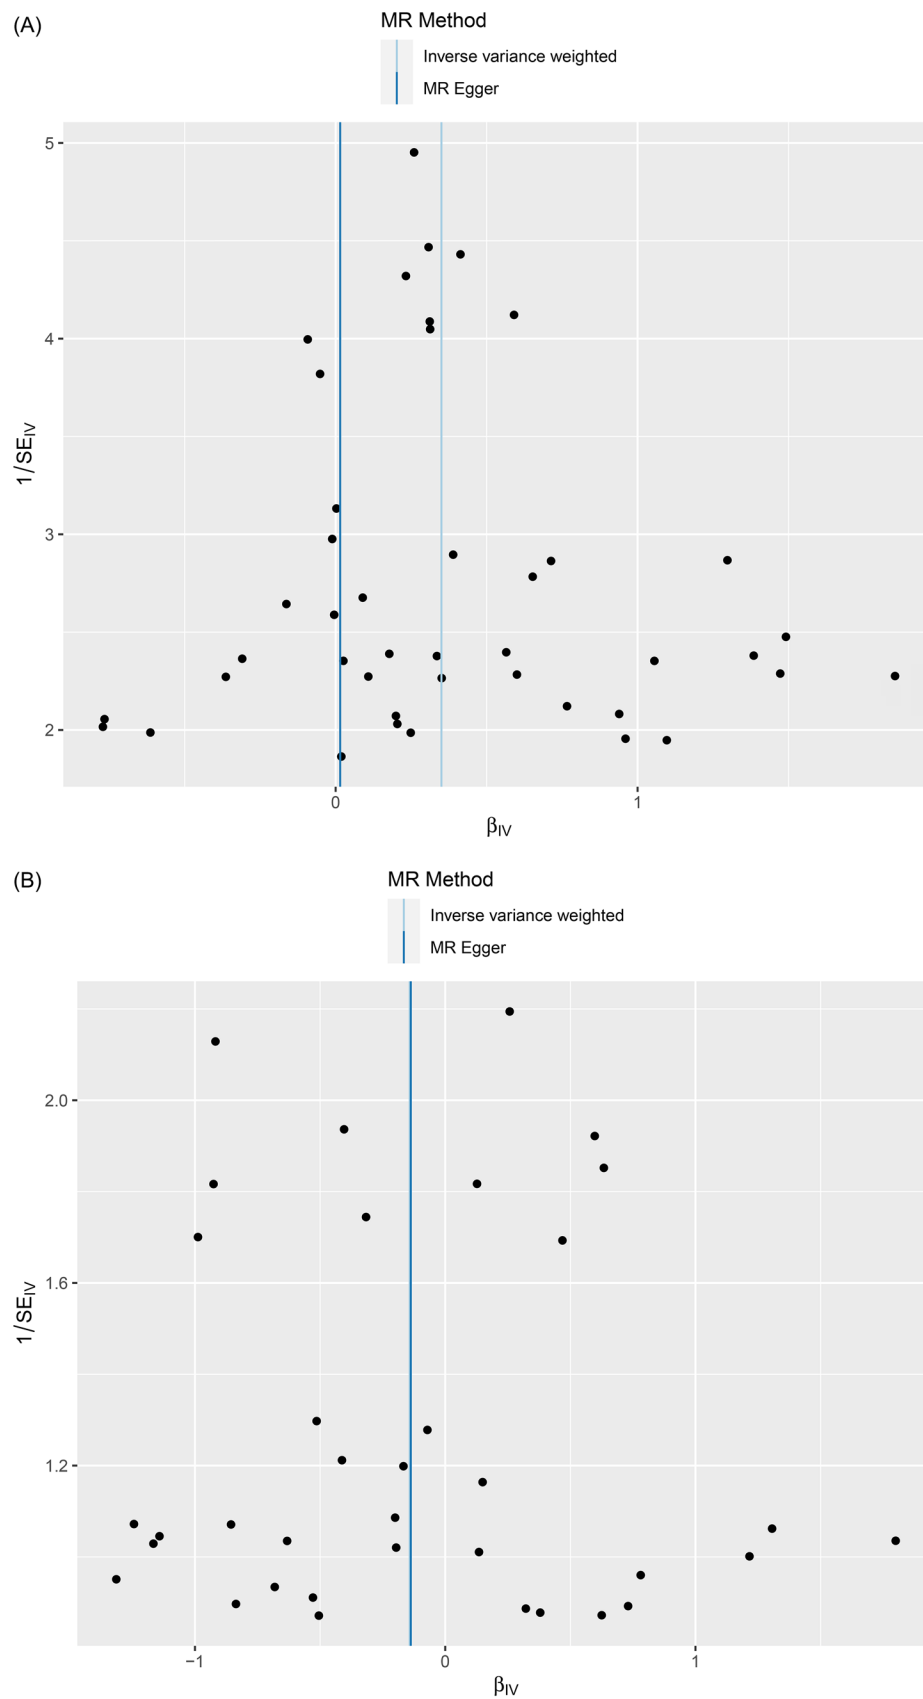 (A)
MR Method
Inverse variance weighted
MR Egger
5
4
3
2
1/SE_IV
0 1
β_IV
(B)
MR Method
Inverse variance weighted
MR Egger
2.0
1.6
1.2
1/SE_IV
−1 0 1
β_IV